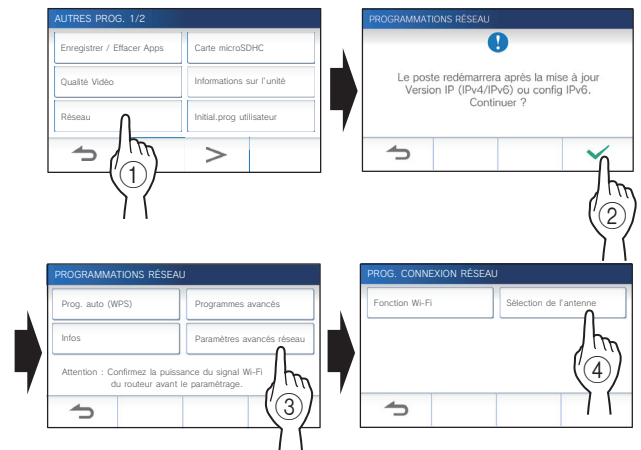 AUTRES PROG. 1/2
Enregistrer / Effacer Apps
Carte microSDHC
Qualité Vidéo
Informations sur l'unité
Réseau
Initial.prog utilisateur
>
1
PROGRAMMATIONS RÉSEAU
!
Le poste redémarrera après la mise à jour
Version IP (IPv4/IPv6) ou config IPv6.
Continuer ?
2
PROGRAMMATIONS RÉSEAU
Prog. auto (WPS)
Programmes avancés
Infos
Paramètres avancés réseau
Attention : Confirmez la puissance du signal Wi-Fi
du routeur avant le paramétrage.
3
PROG. CONNEXION RÉSEAU
Fonction Wi-Fi
Sélection de l'antenne
4